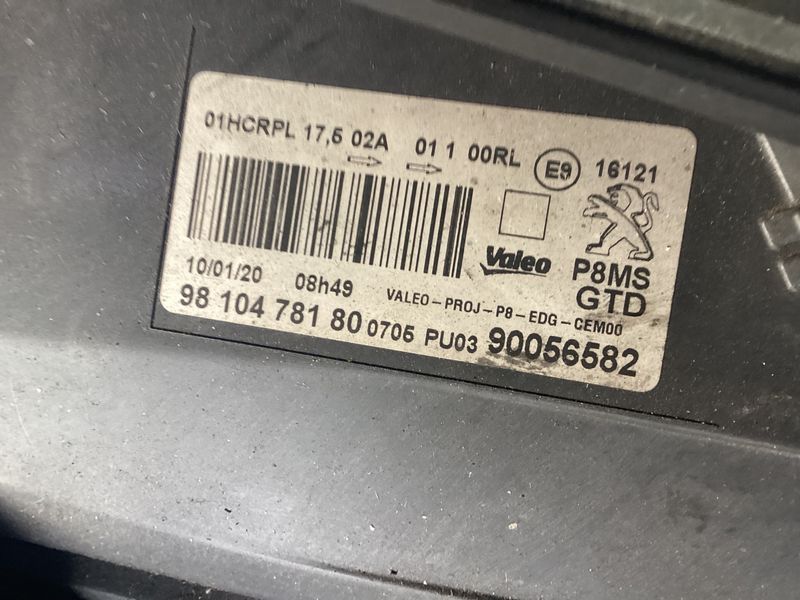 01HCRPL 17,5 02A 01 1 00RL E9 16121
Valeo
P8MS
GTD
10/01/20 08h49 VALEO-PROJ-P8-EDG-CEM00
98 104 781 80 0705 PU03 90056582